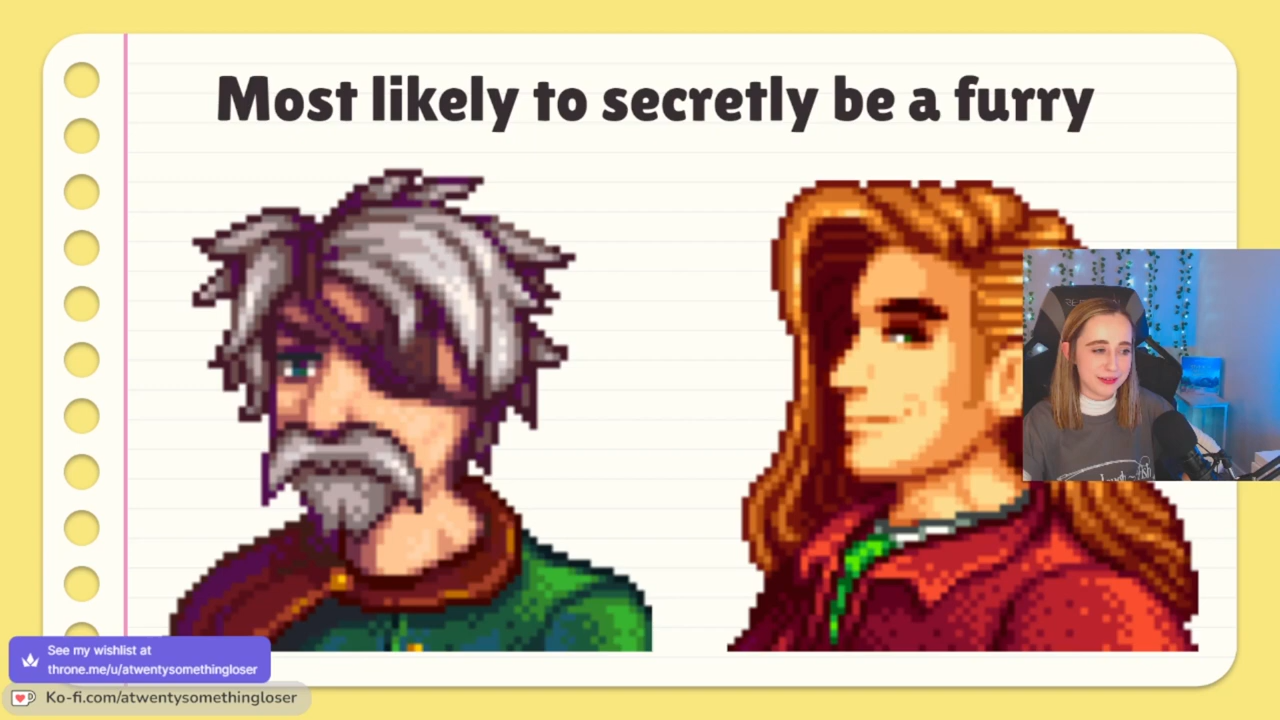 Most likely to secretly be a furry
See my wishlist at
throne.me/u/atwentysomethingloser
Ko-fi.com/atwentysomethingloser